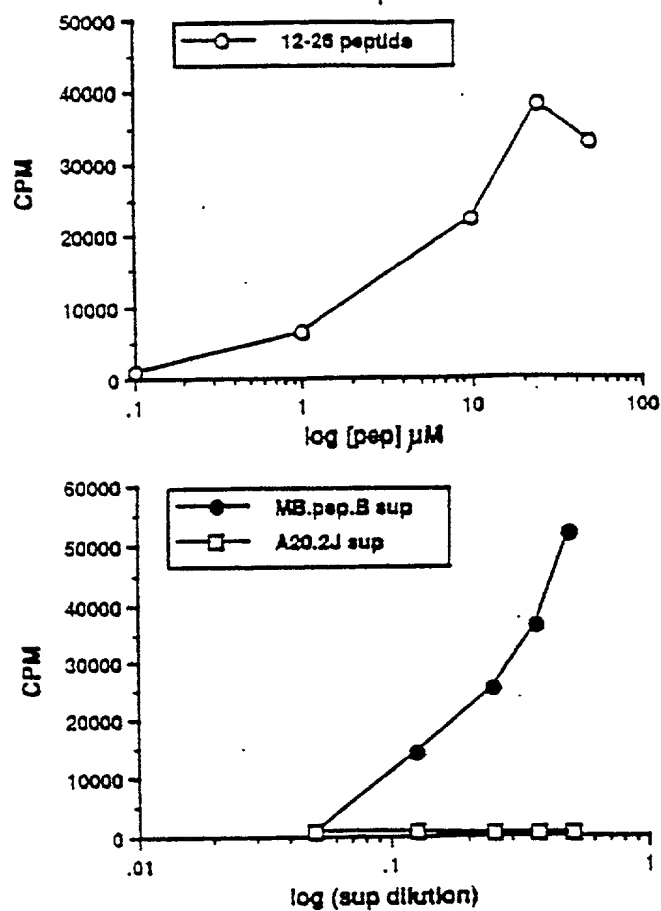 50000
12-26 peptide
40000
30000
CPM
20000
10000
0
.1
1
10
100
log [pep] µM
60000
MB.pep.B sup
A20.2J sup
50000
40000
CPM
30000
20000
10000
0
.01
.1
1
log (sup dilution)